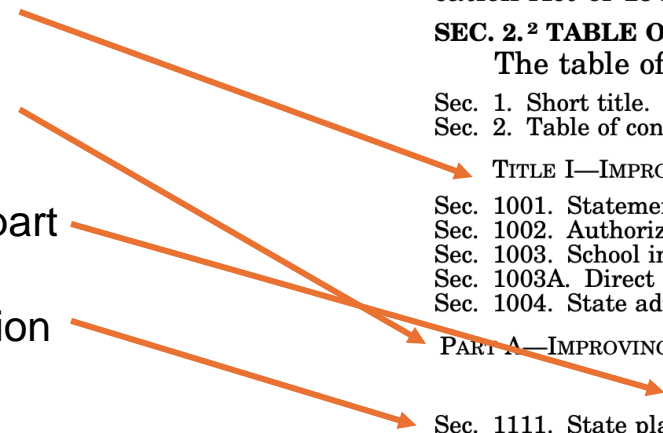 SEC. 2.² TABLE O
The table of
Sec. 1. Short title.
Sec. 2. Table of con
TITLE I—IMPRO
Sec. 1001. Stateme
Sec. 1002. Authoriz
Sec. 1003. School i
Sec. 1003A. Direct
Sec. 1004. State ad
part
ion
PART A—IMPROVING
Sec. 1111. State pla